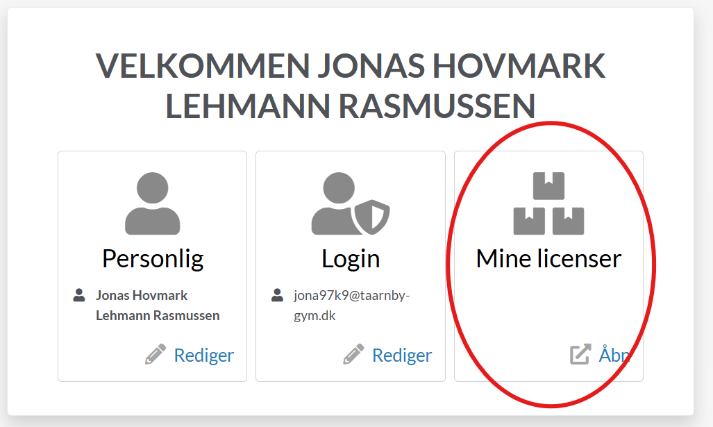 VELKOMMEN JONAS HOVMARK
LEHMANN RASMUSSEN
Personlig
Jonas Hovmark
Lehmann Rasmussen
Rediger
Login
jona97k9@taarnby-
gym.dk
Rediger
Mine licenser
Åbn